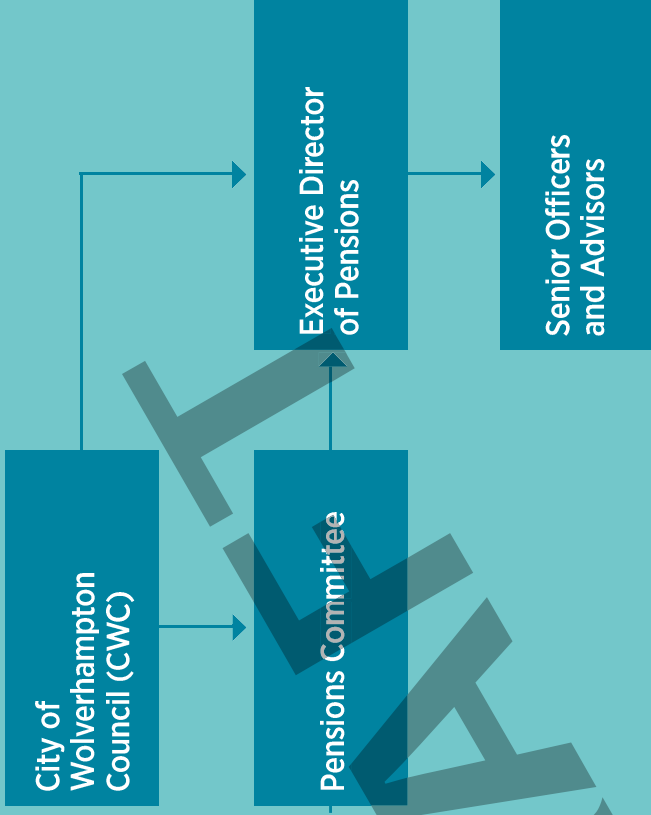 City of
Wolverhampton
Council (CWC)
Pensions Committee
Executive Director
of Pensions
Senior Officers
and Advisors